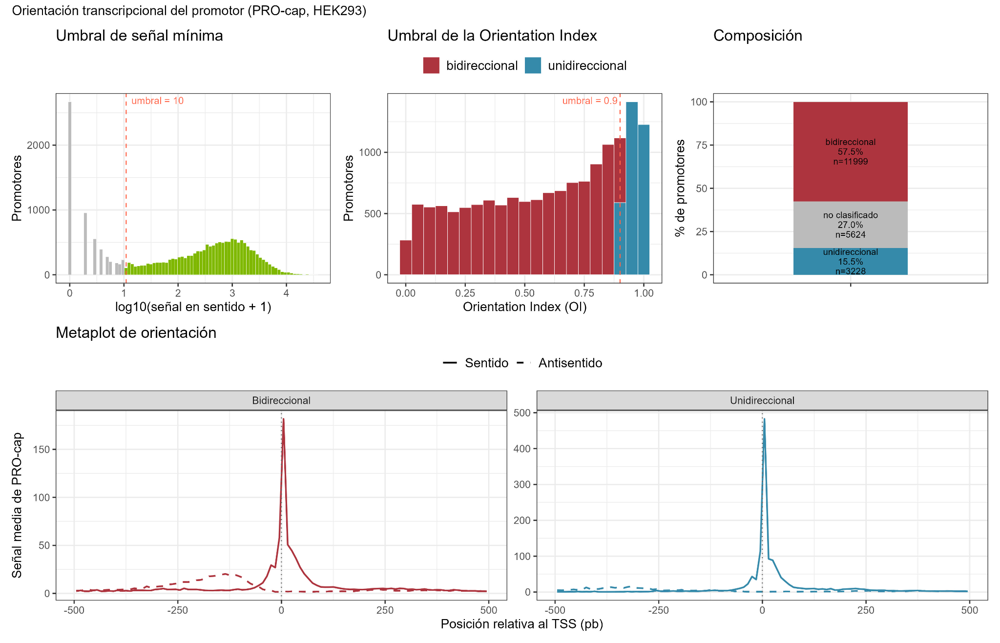 Orientación transcripcional del promotor (PRO-cap, HEK293)
Umbral de señal mínima
Umbral de la Orientation Index
Composición
bidireccional
unidireccional
umbral = 10
umbral = 0.9
Promotores
2000
1000
0
0
1
2
3
4
log10(señal en sentido + 1)
Promotores
1000
500
0
0.00
0.25
0.50
0.75
1.00
Orientation Index (OI)
% de promotores
100
75
50
25
0
bidireccional
57.5%
n=11999
no clasificado
27.0%
n=5624
unidireccional
15.5%
n=3228
Metaplot de orientación
Sentido
Antisentido
Bidireccional
Unidireccional
Señal media de PRO-cap
150
100
50
0
-500
-250
0
250
500
500
400
300
200
100
0
-500
-250
0
250
500
Posición relativa al TSS (pb)